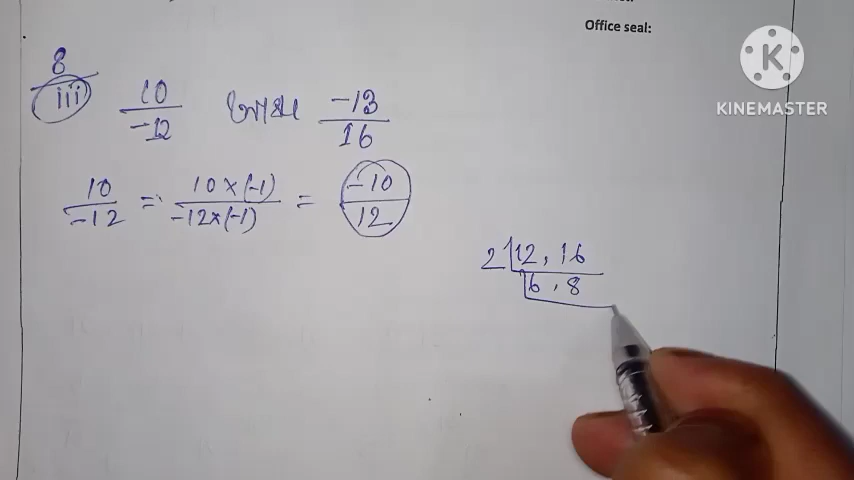 Office seal:
KINEMASTER
8
iii 10/-12 আৰু -13/16
10/-12 = 10×(-1)/-12×(-1) = -10/12
2 | 12, 16
6, 8